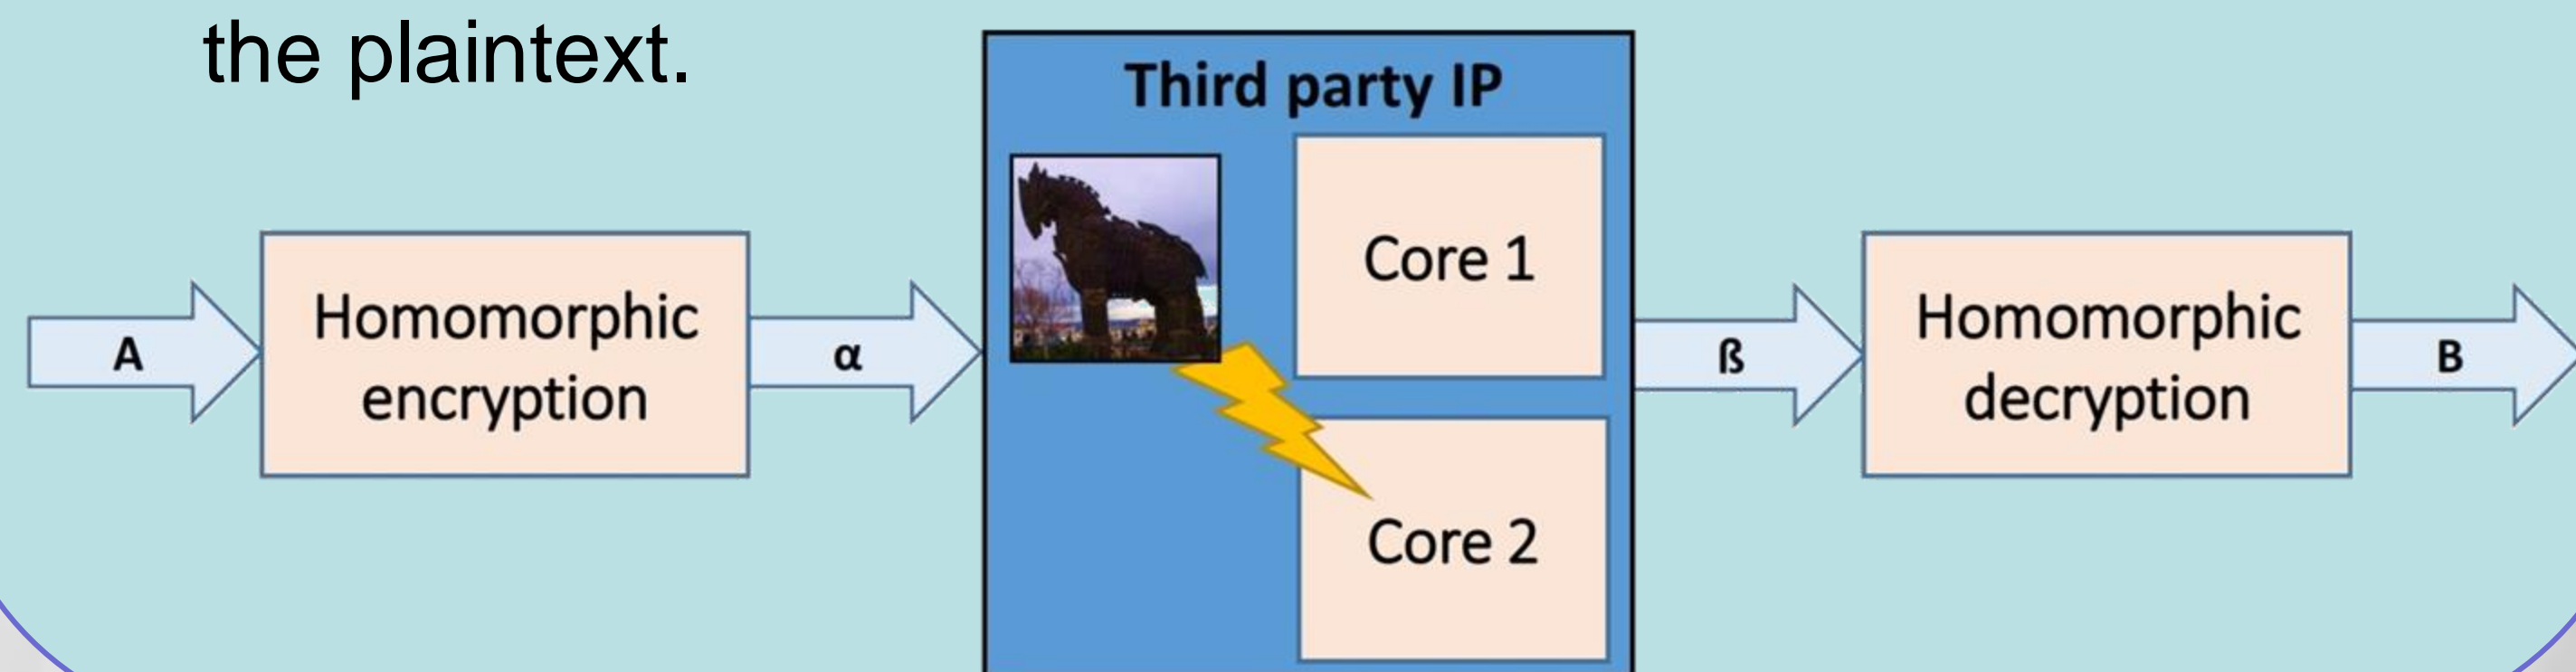 the plaintext.
Third party IP
A
Homomorphic
encryption
α
Core 1
Core 2
ß
Homomorphic
decryption
B